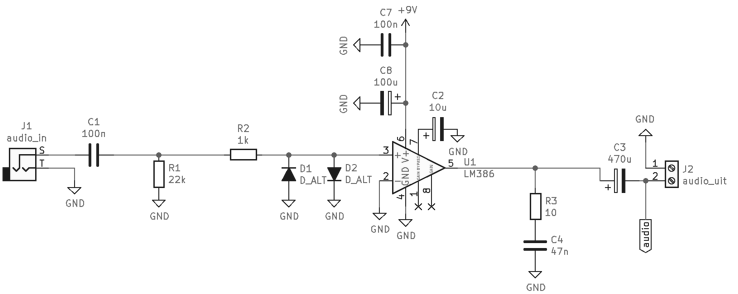 C7
100n
+9V
GND
C8
100u
+
GND
J1
audio_in
S
T
GND
C1
100n
R1
22k
GND
R2
1k
D1
D_ALT
GND
D2
D_ALT
GND
C2
10u
+
GND
3
+
2
-
6
V+
7
GND
4
1
8
5
U1
LM386
GND
GND
R3
10
C4
47n
GND
C3
470u
+
GND
1
2
J2
audio_uit
audio